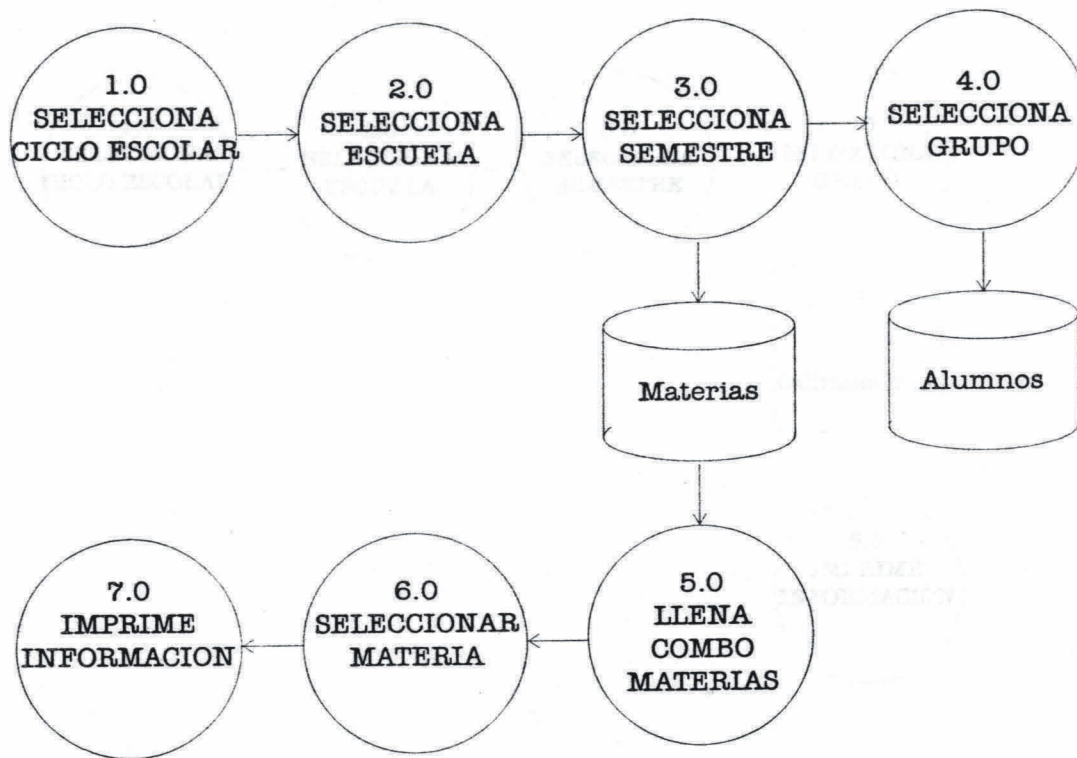 1.0
SELECCIONA
CICLO ESCOLAR
2.0
SELECCIONA
ESCUELA
3.0
SELECCIONA
SEMESTRE
4.0
SELECCIONA
GRUPO
Materias
Alumnos
7.0
IMPRIME
INFORMACION
6.0
SELECCIONAR
MATERIA
5.0
LLENA
COMBO
MATERIAS